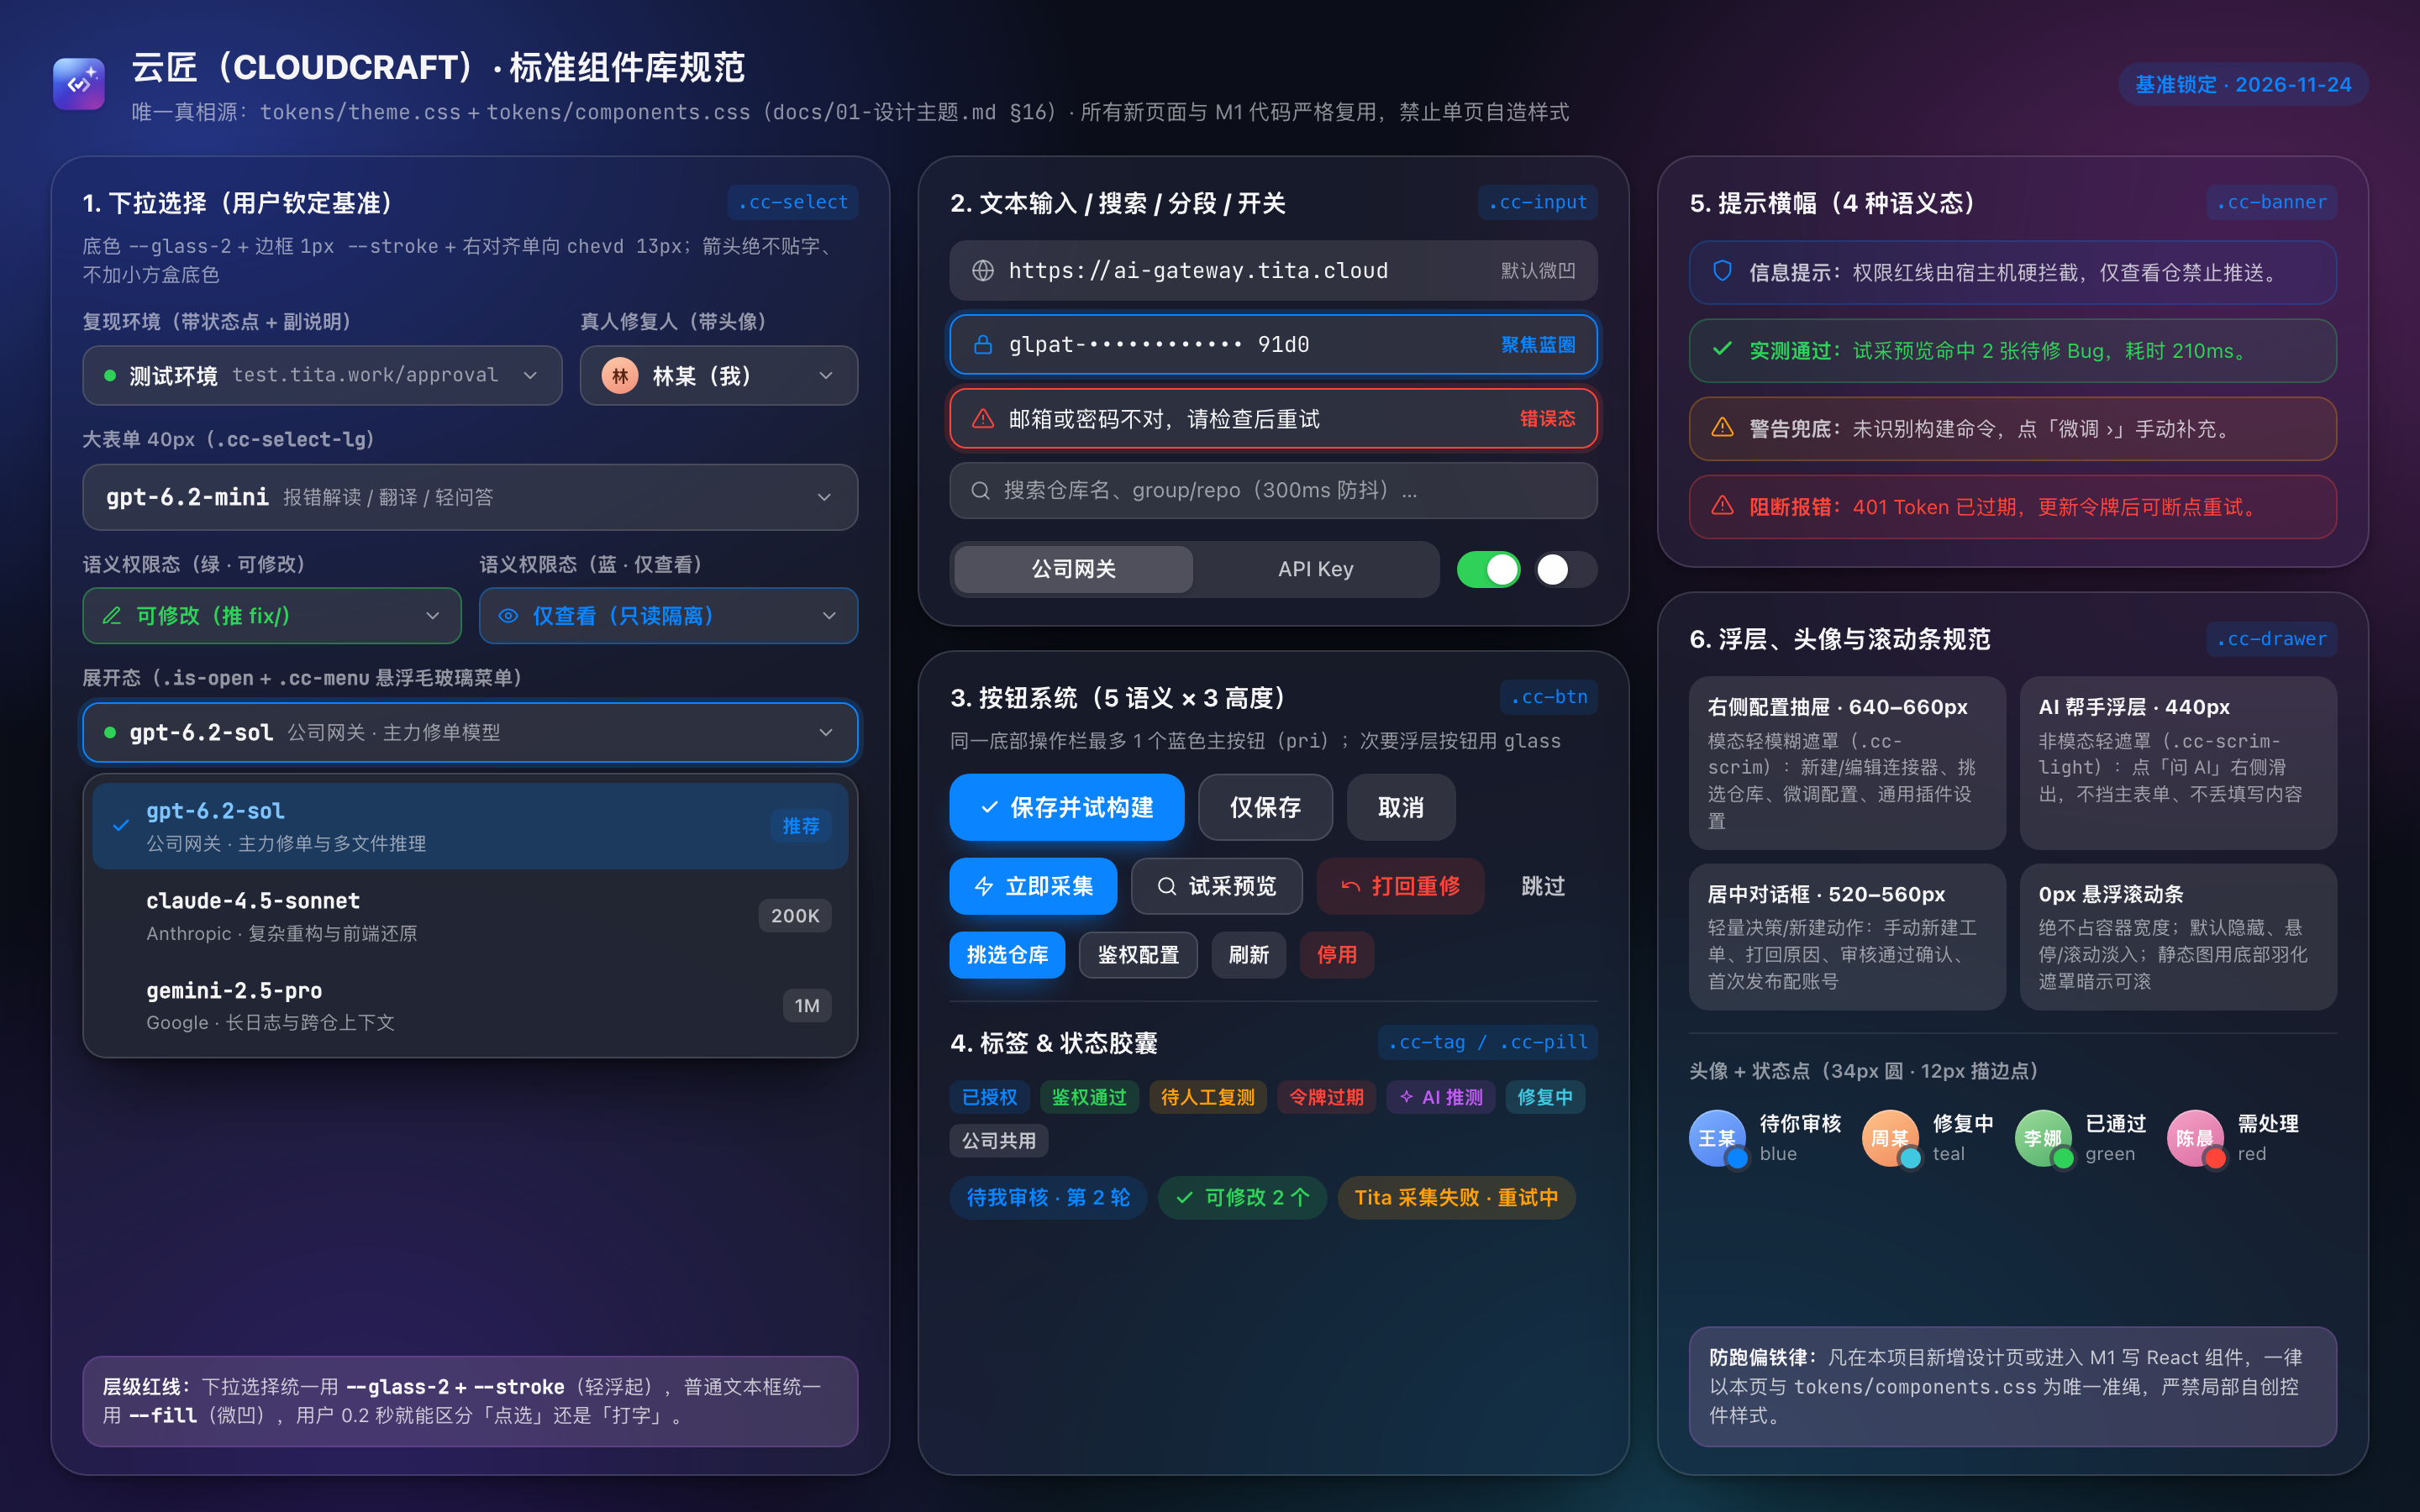 云匠（CLOUDCRAFT）· 标准组件库规范
唯一真相源：tokens/theme.css + tokens/components.css（docs/01-设计主题.md §16）· 所有新页面与 M1 代码严格复用，禁止单页自造样式
基准锁定 · 2026-11-24
1. 下拉选择（用户钦定基准）
.cc-select
底色 --glass-2 + 边框 1px --stroke + 右对齐单向 chevd 13px；箭头绝不贴字、
不加小方盒底色
复现环境（带状态点 + 副说明）
真人修复人（带头像）
测试环境 test.tita.work/approval
林 林某（我）
大表单 40px（.cc-select-lg）
gpt-6.2-mini 报错解读 / 翻译 / 轻问答
语义权限态（绿 · 可修改）
语义权限态（蓝 · 仅查看）
可修改（推 fix/）
仅查看（只读隔离）
展开态（.is-open + .cc-menu 悬浮毛玻璃菜单）
gpt-6.2-sol 公司网关 · 主力修单模型
gpt-6.2-sol
公司网关 · 主力修单与多文件推理
推荐
claude-4.5-sonnet
Anthropic · 复杂重构与前端还原
200K
gemini-2.5-pro
Google · 长日志与跨仓上下文
1M
层级红线：下拉选择统一用 --glass-2 + --stroke（轻浮起），普通文本框统一
用 --fill（微凹），用户 0.2 秒就能区分「点选」还是「打字」。
2. 文本输入 / 搜索 / 分段 / 开关
.cc-input
https://ai-gateway.tita.cloud 默认微凹
glpat-•••••••••••• 91d0 聚焦蓝圈
邮箱或密码不对，请检查后重试 错误态
搜索仓库名、group/repo（300ms 防抖）…
公司网关
API Key
3. 按钮系统（5 语义 × 3 高度）
.cc-btn
同一底部操作栏最多 1 个蓝色主按钮（pri）；次要浮层按钮用 glass
保存并试构建
仅保存
取消
立即采集
试采预览
打回重修
跳过
挑选仓库
鉴权配置
刷新
停用
4. 标签 & 状态胶囊
.cc-tag / .cc-pill
已授权
鉴权通过
待人工复测
令牌过期
AI 推测
修复中
公司共用
待我审核 · 第 2 轮
可修改 2 个
Tita 采集失败 · 重试中
5. 提示横幅（4 种语义态）
.cc-banner
信息提示：权限红线由宿主机硬拦截，仅查看仓禁止推送。
实测通过：试采预览命中 2 张待修 Bug，耗时 210ms。
警告兜底：未识别构建命令，点「微调 ›」手动补充。
阻断报错：401 Token 已过期，更新令牌后可断点重试。
6. 浮层、头像与滚动条规范
.cc-drawer
右侧配置抽屉 · 640–660px
模态轻模糊遮罩（.cc-
scrim）：新建/编辑连接器、挑
选仓库、微调配置、通用插件设
置
AI 帮手浮层 · 440px
非模态轻遮罩（.cc-scrim-
light）：点「问 AI」右侧滑
出，不挡主表单、不丢填写内容
居中对话框 · 520–560px
轻量决策/新建动作：手动新建工
单、打回原因、审核通过确认、
首次发布配账号
0px 悬浮滚动条
绝不占容器宽度；默认隐藏、悬
停/滚动淡入；静态图用底部羽化
遮罩暗示可滚
头像 + 状态点（34px 圆 · 12px 描边点）
王某 待你审核
blue
周某 修复中
teal
李娜 已通过
green
陈晨 需处理
red
防跑偏铁律：凡在本项目新增设计页或进入 M1 写 React 组件，一律
以本页与 tokens/components.css 为唯一准绳，严禁局部自创控
件样式。